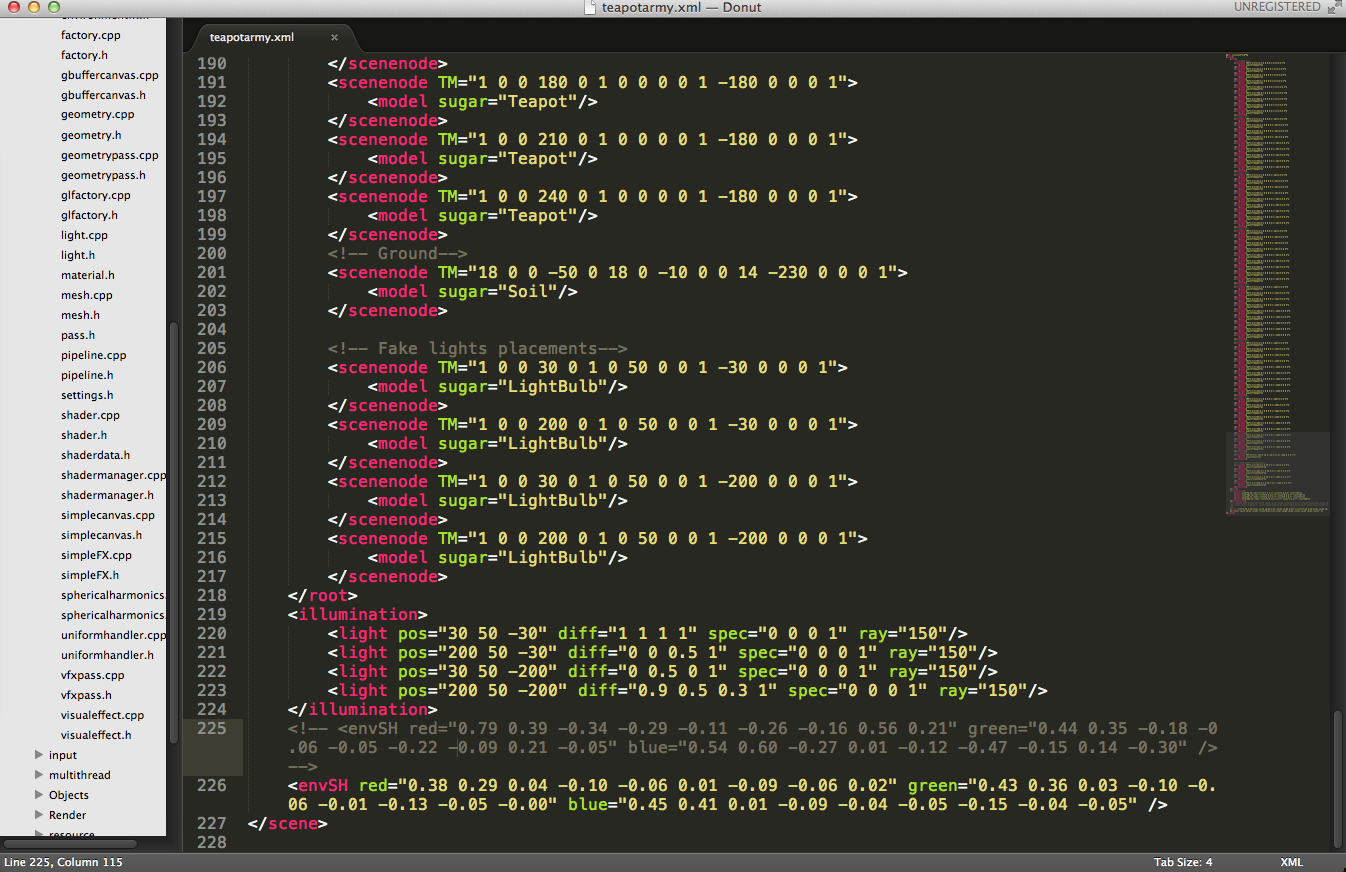 teapotarmy.xml — Donut
UNREGISTERED
factory.cpp
factory.h
gbuffercanvas.cpp
gbuffercanvas.h
geometry.cpp
geometry.h
geometrypass.cpp
geometrypass.h
glfactory.cpp
glfactory.h
light.cpp
light.h
material.h
mesh.cpp
mesh.h
pass.h
pipeline.cpp
pipeline.h
settings.h
shader.cpp
shader.h
shaderdata.h
shadermanager.cpp
shadermanager.h
simplecanvas.cpp
simplecanvas.h
simpleFX.cpp
simpleFX.h
sphericalharmonics.
sphericalharmonics.
uniformhandler.cpp
uniformhandler.h
vfxpass.cpp
vfxpass.h
visualeffect.cpp
visualeffect.h
input
multithread
Objects
Render
resource
teapotarmy.xml ×
190 </scenenode>
191 <scenenode TM="1 0 0 180 0 1 0 0 0 0 1 -180 0 0 0 1">
192 <model sugar="Teapot"/>
193 </scenenode>
194 <scenenode TM="1 0 0 210 0 1 0 0 0 0 1 -180 0 0 0 1">
195 <model sugar="Teapot"/>
196 </scenenode>
197 <scenenode TM="1 0 0 240 0 1 0 0 0 0 1 -180 0 0 0 1">
198 <model sugar="Teapot"/>
199 </scenenode>
200 <!-- Ground-->
201 <scenenode TM="18 0 0 -50 0 18 0 -10 0 0 14 -230 0 0 0 1">
202 <model sugar="Soil"/>
203 </scenenode>
204
205 <!-- Fake lights placements-->
206 <scenenode TM="1 0 0 30 0 1 0 50 0 0 1 -30 0 0 0 1">
207 <model sugar="LightBulb"/>
208 </scenenode>
209 <scenenode TM="1 0 0 200 0 1 0 50 0 0 1 -30 0 0 0 1">
210 <model sugar="LightBulb"/>
211 </scenenode>
212 <scenenode TM="1 0 0 30 0 1 0 50 0 0 1 -200 0 0 0 1">
213 <model sugar="LightBulb"/>
214 </scenenode>
215 <scenenode TM="1 0 0 200 0 1 0 50 0 0 1 -200 0 0 0 1">
216 <model sugar="LightBulb"/>
217 </scenenode>
218 </root>
219 <illumination>
220 <light pos="30 50 -30" diff="1 1 1 1" spec="0 0 0 1" ray="150"/>
221 <light pos="200 50 -30" diff="0 0 0.5 1" spec="0 0 0 1" ray="150"/>
222 <light pos="30 50 -200" diff="0 0.5 0 1" spec="0 0 0 1" ray="150"/>
223 <light pos="200 50 -200" diff="0.9 0.5 0.3 1" spec="0 0 0 1" ray="150"/>
224 </illumination>
225 <!-- <envSH red="0.79 0.39 -0.34 -0.29 -0.11 -0.26 -0.16 0.56 0.21" green="0.44 0.35 -0.18 -0
.06 -0.05 -0.22 -0.09 0.21 -0.05" blue="0.54 0.60 -0.27 0.01 -0.12 -0.47 -0.15 0.14 -0.30" />
-->
226 <envSH red="0.38 0.29 0.04 -0.10 -0.06 0.01 -0.09 -0.06 0.02" green="0.43 0.36 0.03 -0.10 -0.
06 -0.01 -0.13 -0.05 -0.00" blue="0.45 0.41 0.01 -0.09 -0.04 -0.05 -0.15 -0.04 -0.05" />
227 </scene>
228
Line 225, Column 115
Tab Size: 4
XML